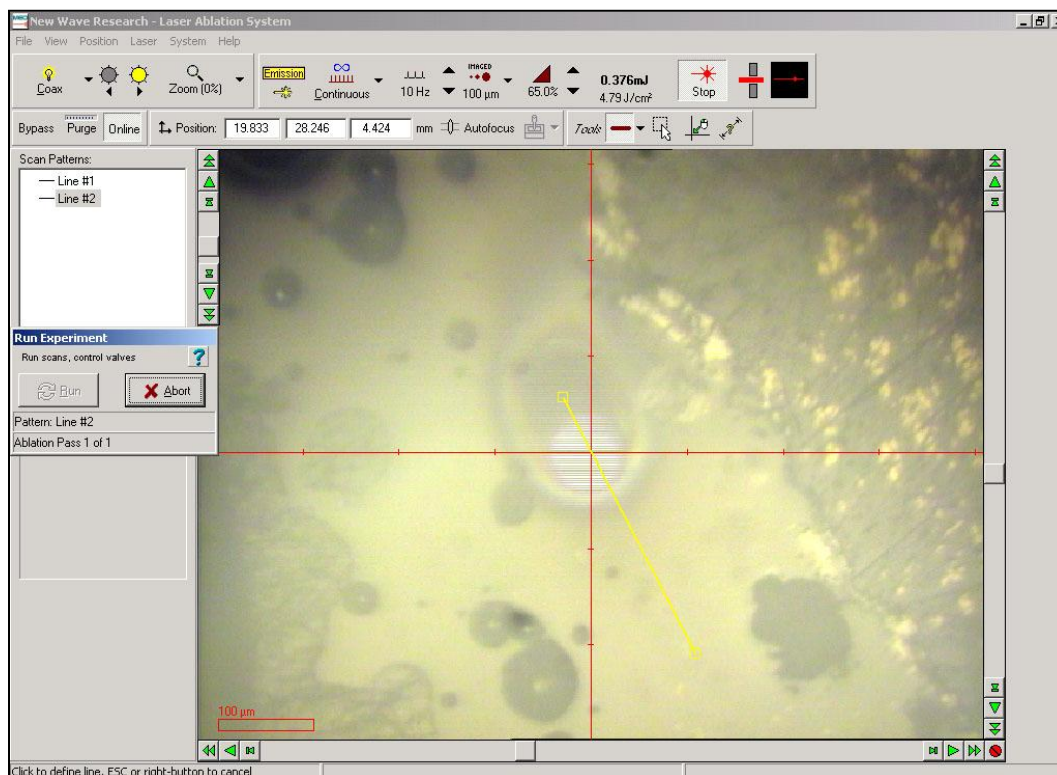 New Wave Research - Laser Ablation System
File View Position Laser System Help
Coax
Zoom (0%)
Emission
Continuous
10 Hz
IMAGED
100 µm
65.0%
0.376mJ
4.79 J/cm²
Stop
Bypass Purge Online
Position: 19.833 28.246 4.424 mm Autofocus
Tools
Scan Patterns:
Line #1
Line #2
Run Experiment
Run scans, control valves
?
Run
Abort
Pattern: Line #2
Ablation Pass 1 of 1
100 µm
Click to define line, ESC or right-button to cancel